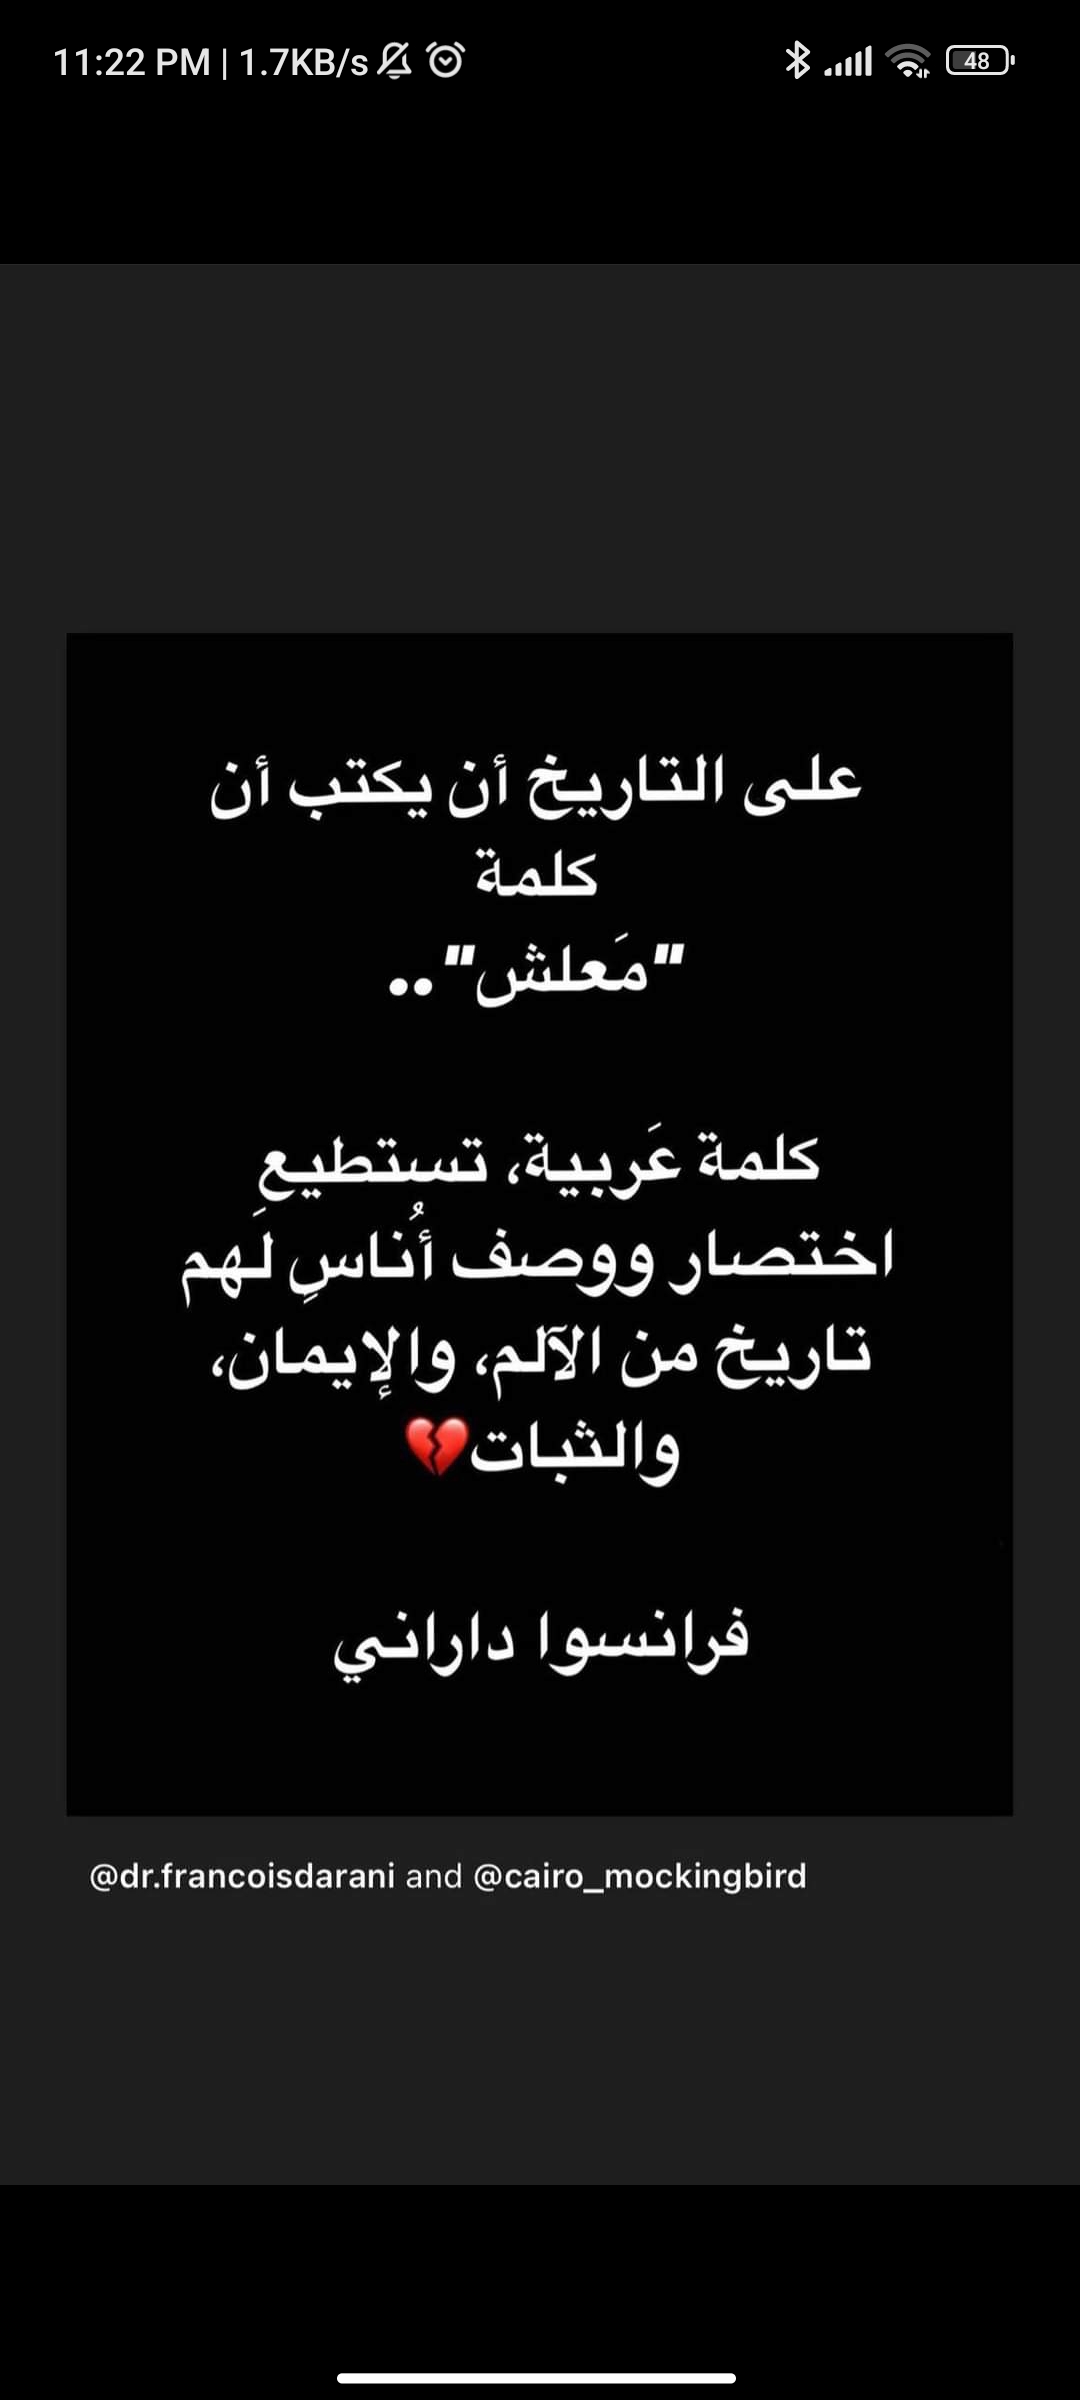 11:22 PM | 1.7KB/s
48
على التاريخ أن يكتب أن
كلمة
"مَعلش"..
كلمة عَربية، تستطيع
اختصار ووصف أُناسِ لَهم
تاريخ من الآلم، والإيمان،
والثبات💔
فرانسوا داراني
@dr.francoisdarani and @cairo_mockingbird